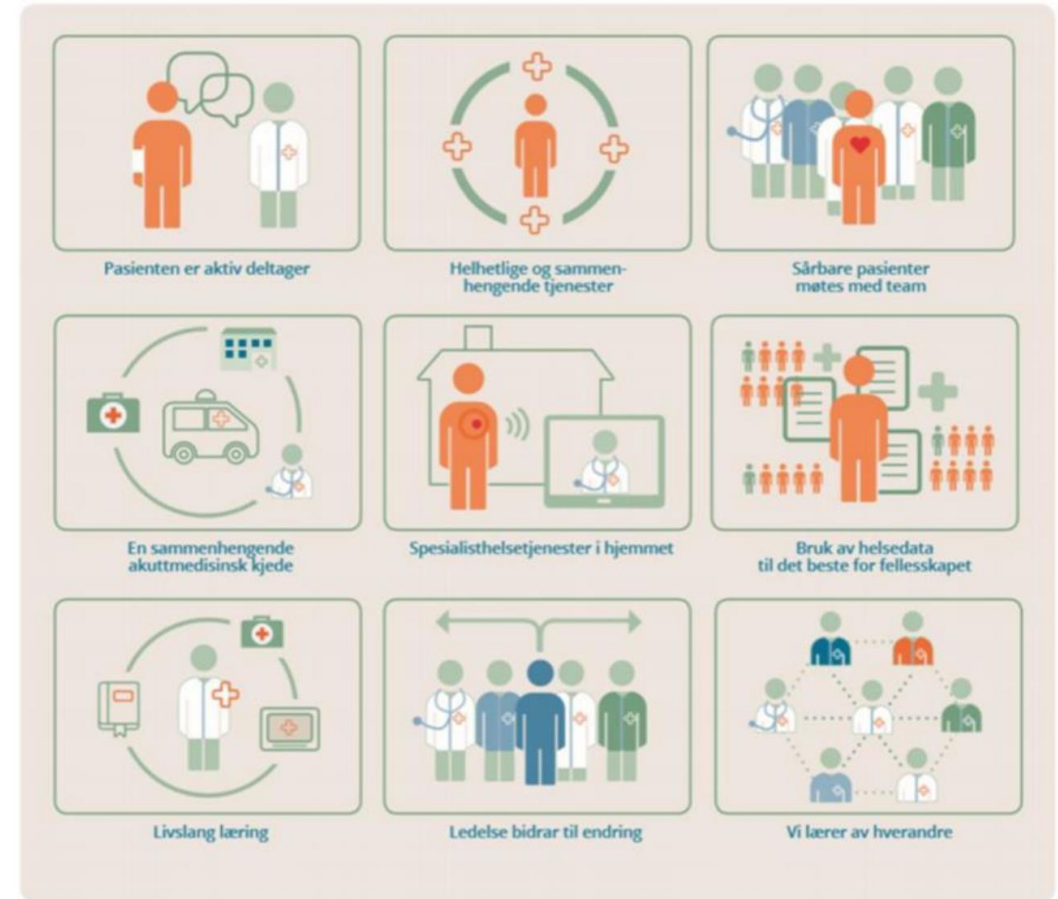 Pasienten er aktiv deltager
Helhetlige og sammen-
hengende tjenester
Sårbare pasienter
møtes med team
En sammenhengende
akuttmedisinsk kjede
Spesialisthelsetjenester i hjemmet
Bruk av helsedata
til det beste for fellesskapet
Livslang læring
Ledelse bidrar til endring
Vi lærer av hverandre